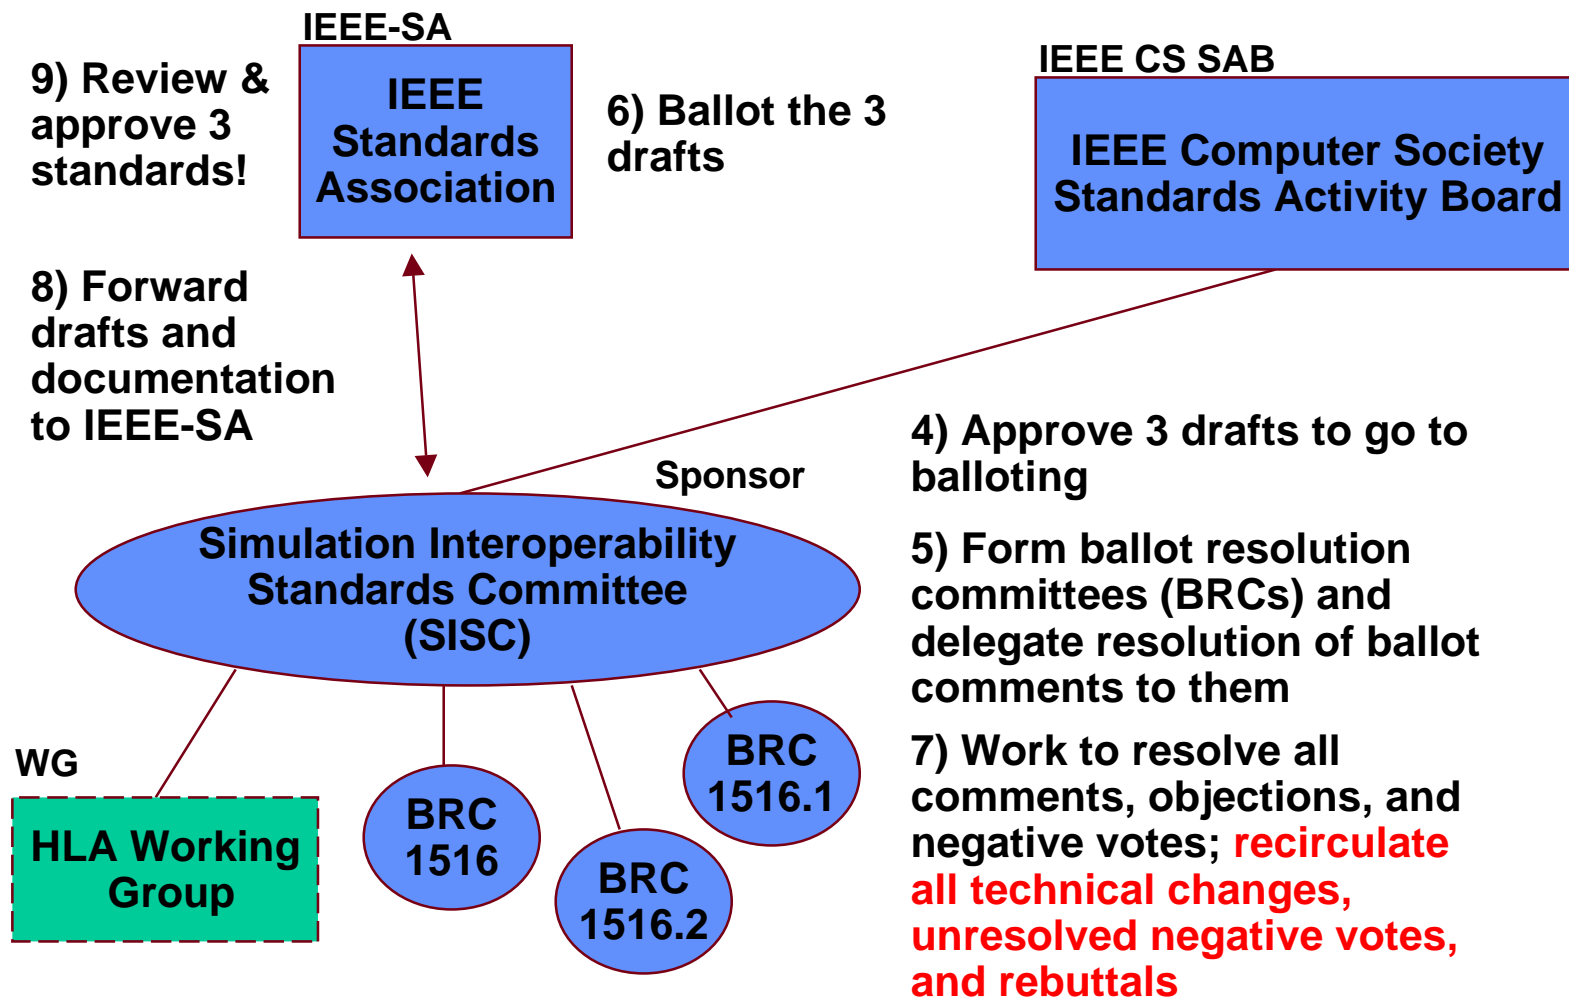 IEEE-SA
9) Review &
approve 3
standards!
IEEE
Standards
Association
6) Ballot the 3
drafts
IEEE CS SAB
IEEE Computer Society
Standards Activity Board
8) Forward
drafts and
documentation
to IEEE-SA
Sponsor
Simulation Interoperability
Standards Committee
(SISC)
4) Approve 3 drafts to go to
balloting
5) Form ballot resolution
committees (BRCs) and
delegate resolution of ballot
comments to them
7) Work to resolve all
comments, objections, and
negative votes; recirculate
all technical changes,
unresolved negative votes,
and rebuttals
WG
HLA Working
Group
BRC
1516
BRC
1516.2
BRC
1516.1